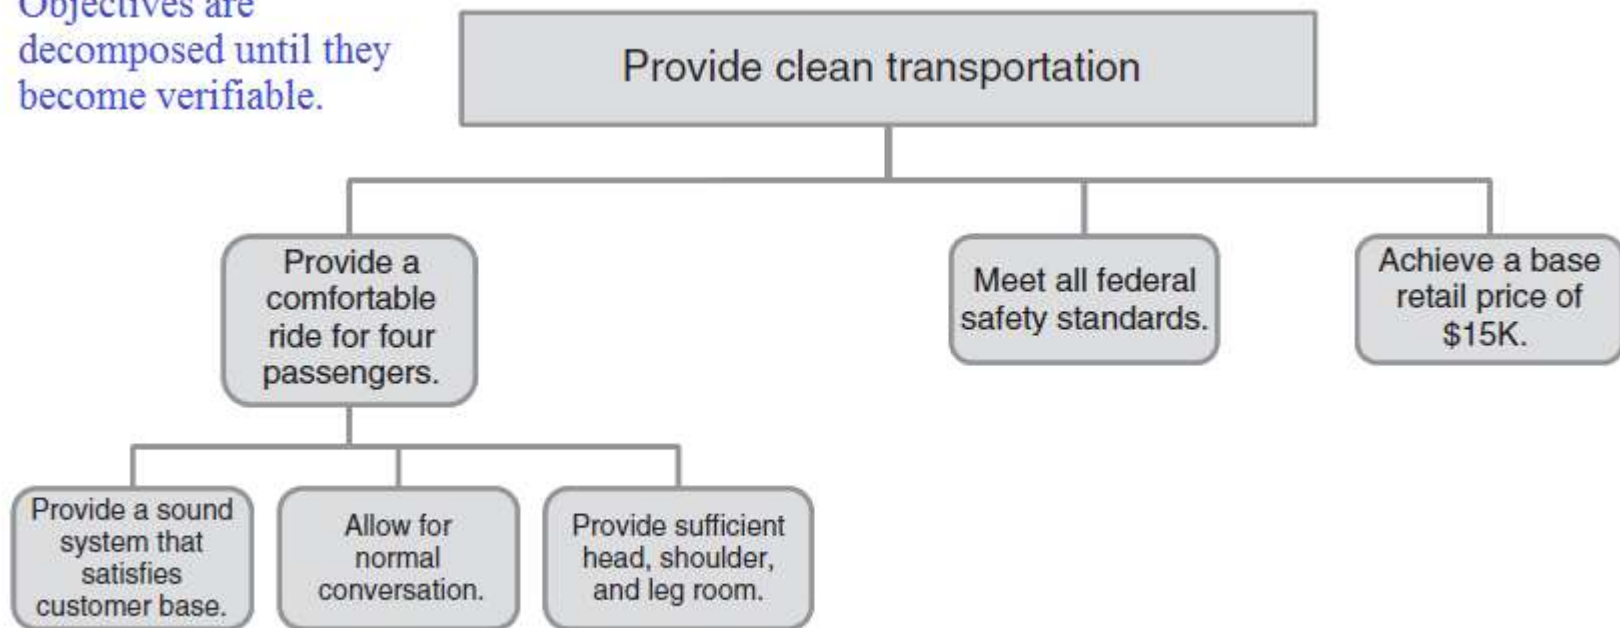 Objectives are
decomposed until they
become verifiable.
Provide clean transportation
Provide a
comfortable
ride for four
passengers.
Meet all federal
safety standards.
Achieve a base
retail price of
$15K.
Provide a sound
system that
satisfies
customer base.
Allow for
normal
conversation.
Provide sufficient
head, shoulder,
and leg room.